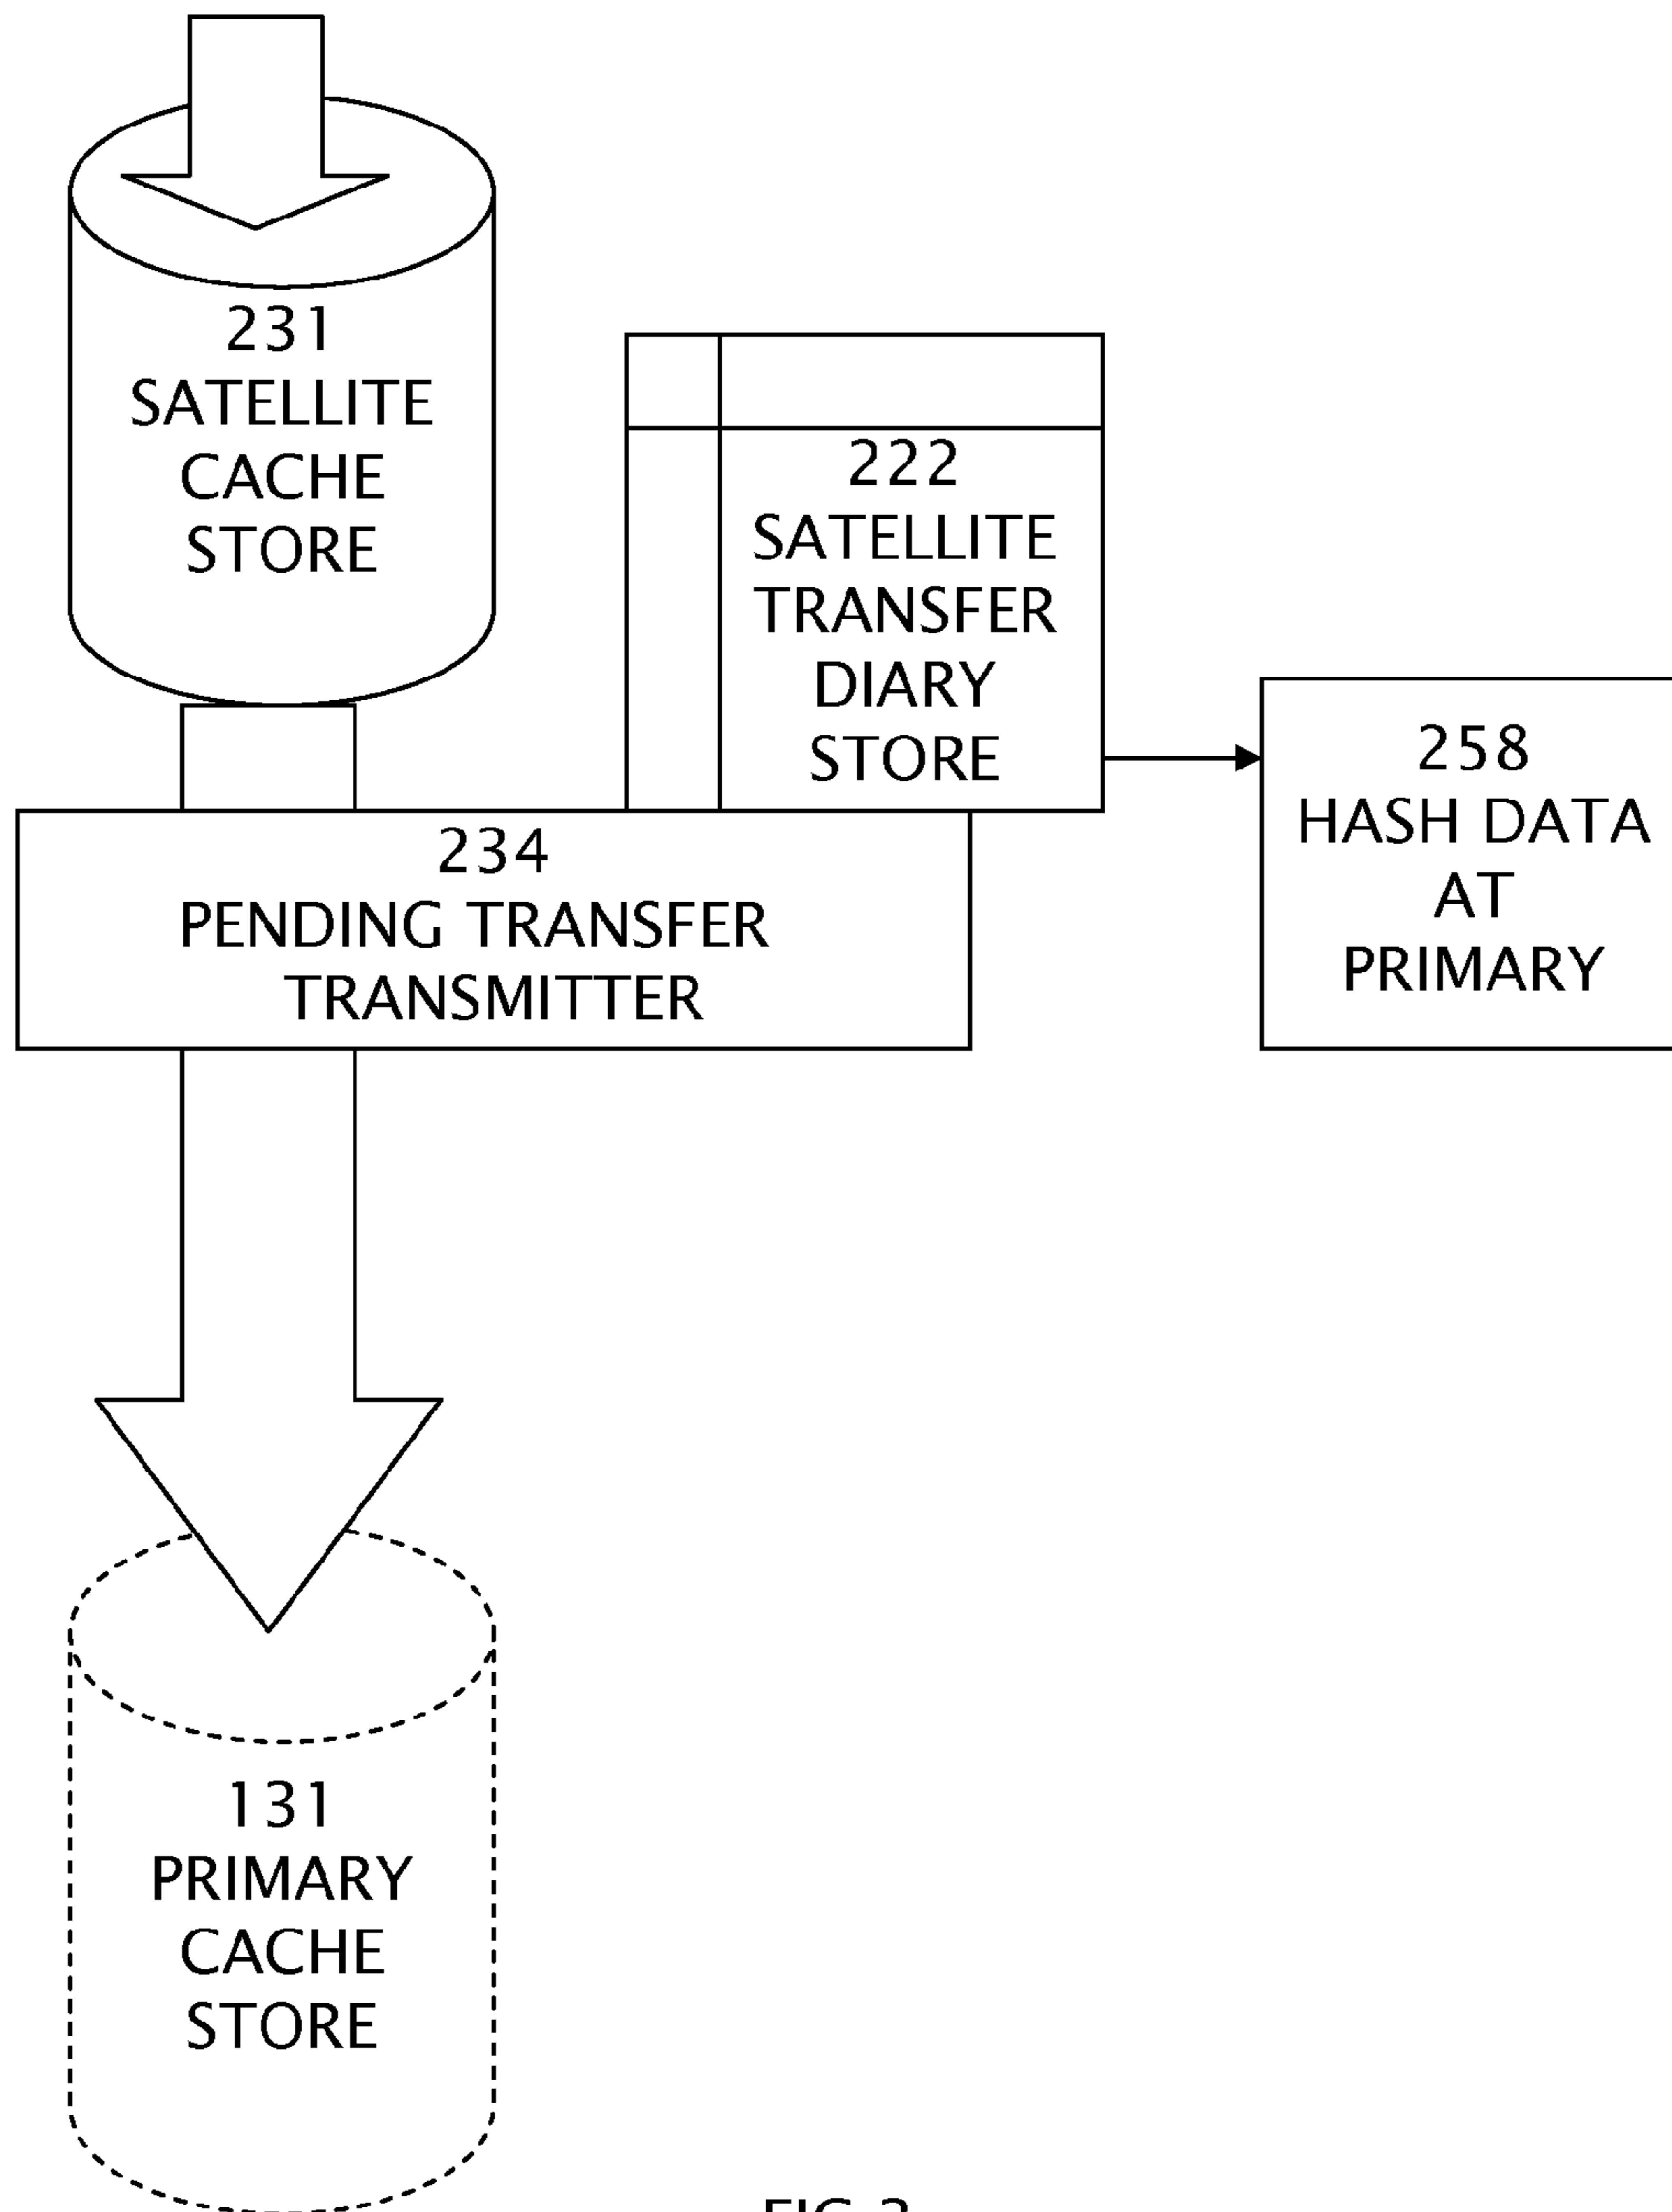 231
SATELLITE
CACHE
STORE
222
SATELLITE
TRANSFER
DIARY
STORE
258
HASH DATA
AT
PRIMARY
234
PENDING TRANSFER
TRANSMITTER
131
PRIMARY
CACHE
STORE